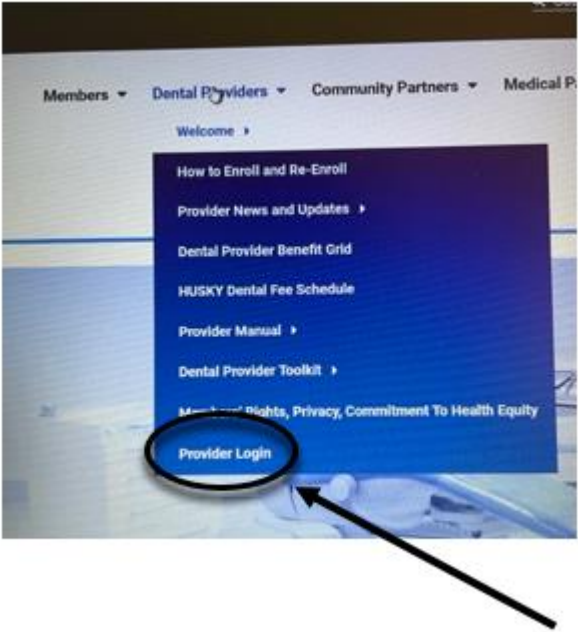 Members Dental Providers Community Partners Medical
Welcome
How to Enroll and Re-Enroll
Provider News and Updates
Dental Provider Benefit Grid
HUSKY Dental Fee Schedule
Provider Manual
Dental Provider Toolkit
Members' Rights, Privacy, Commitment To Health Equity
Provider Login